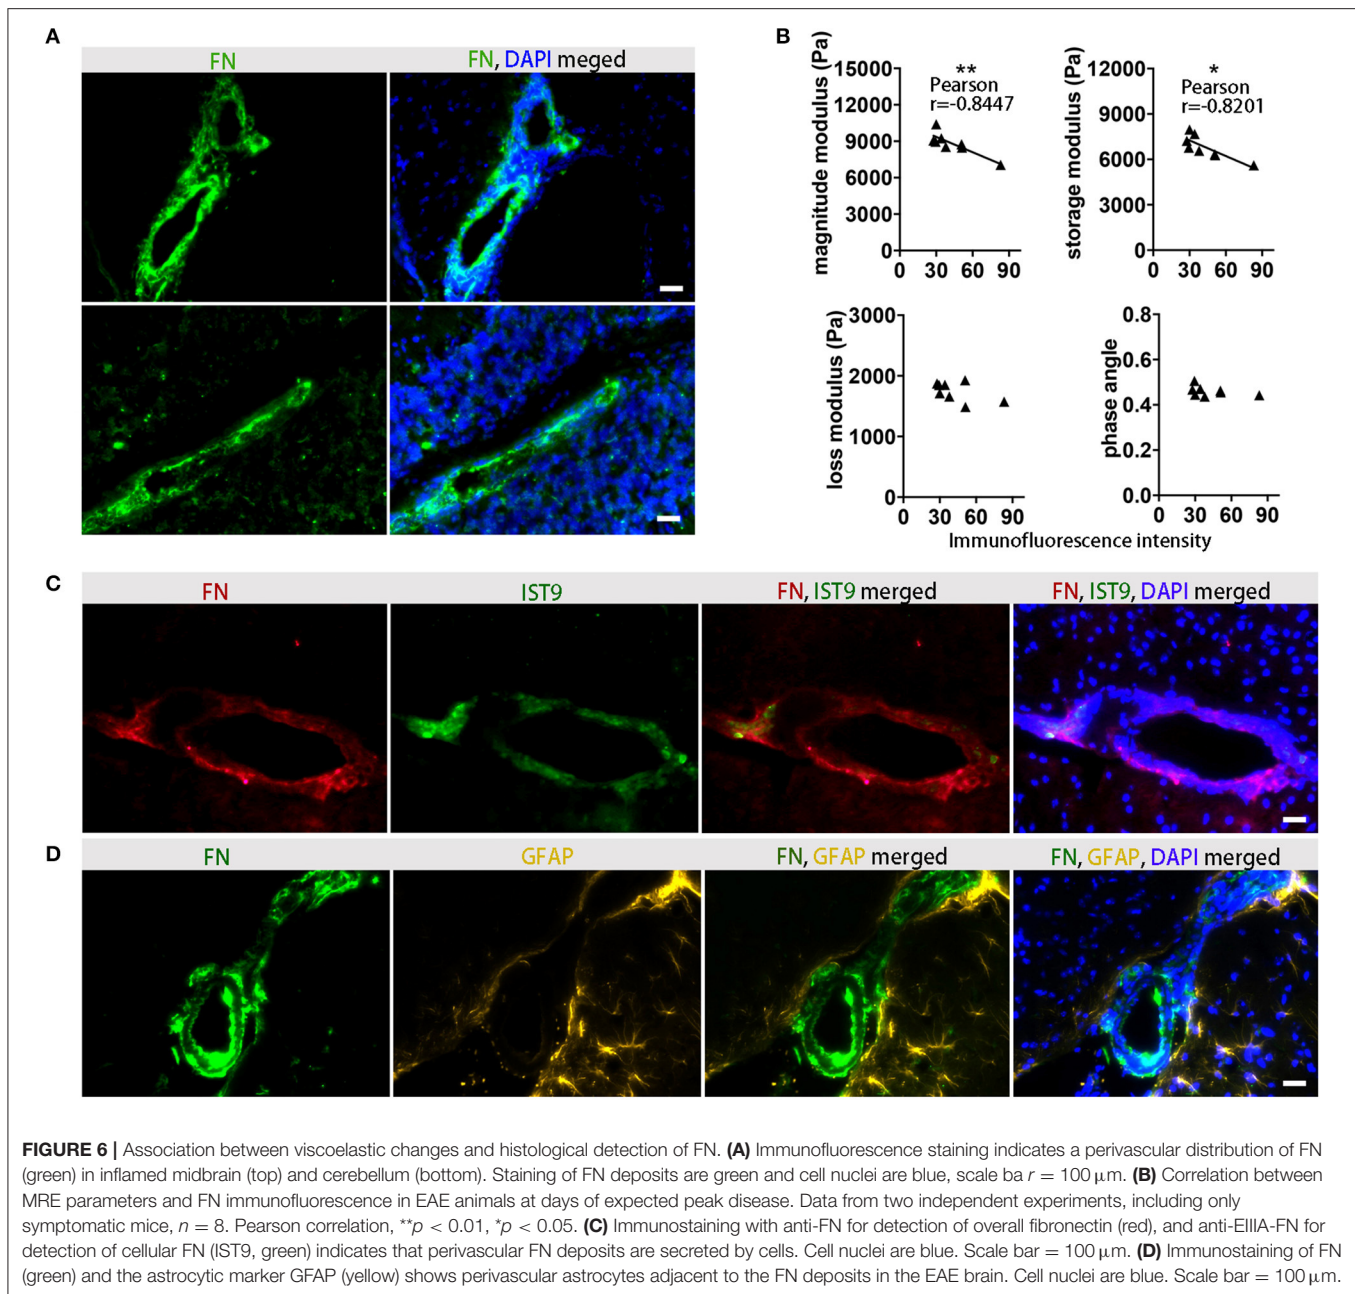 A
FN
FN, DAPI meged
B
magnitude modulus (Pa)
15000
12000
9000
6000
3000
0
0 30 60 90
**
Pearson
r=-0.8447
storage modulus (Pa)
12000
9000
6000
3000
0
0 30 60 90
*
Pearson
r=-0.8201
loss modulus (Pa)
3000
2000
1000
0
0 30 60 90
phase angle
0.8
0.6
0.4
0.2
0.0
0 30 60 90
Immunofluorescence intensity
C
FN
IST9
FN, IST9 merged
FN, IST9, DAPI merged
D
FN
GFAP
FN, GFAP merged
FN, GFAP, DAPI merged
FIGURE 6 | Association between viscoelastic changes and histological detection of FN. (A) Immunofluorescence staining indicates a perivascular distribution of FN
(green) in inflamed midbrain (top) and cerebellum (bottom). Staining of FN deposits are green and cell nuclei are blue, scale ba r = 100 μm. (B) Correlation between
MRE parameters and FN immunofluorescence in EAE animals at days of expected peak disease. Data from two independent experiments, including only
symptomatic mice, n = 8. Pearson correlation, **p < 0.01, *p < 0.05. (C) Immunostaining with anti-FN for detection of overall fibronectin (red), and anti-EIIIA-FN for
detection of cellular FN (IST9, green) indicates that perivascular FN deposits are secreted by cells. Cell nuclei are blue. Scale bar = 100 μm. (D) Immunostaining of FN
(green) and the astrocytic marker GFAP (yellow) shows perivascular astrocytes adjacent to the FN deposits in the EAE brain. Cell nuclei are blue. Scale bar = 100 μm.